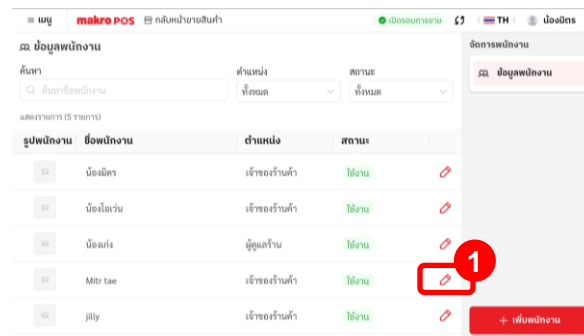 ≡ เมนู makro POS กลับหน้าขายสินค้า เปิดรอบการขาย TH น้องมิตร
ข้อมูลพนักงาน
จัดการพนักงาน
ข้อมูลพนักงาน
ค้นหา ตำแหน่ง สถานะ
ค้นหาชื่อพนักงาน ทั้งหมด ทั้งหมด
แสดงรายการ (5 รายการ)
รูปพนักงาน ชื่อพนักงาน ตำแหน่ง สถานะ
น้องมิตร เจ้าของร้านค้า ใช้งาน
น้องโอเว่น เจ้าของร้านค้า ใช้งาน
น้องเก่ง ผู้ดูแลร้าน ใช้งาน
1
Mitr tae เจ้าของร้านค้า ใช้งาน
jilly เจ้าของร้านค้า ใช้งาน
+ เพิ่มพนักงาน